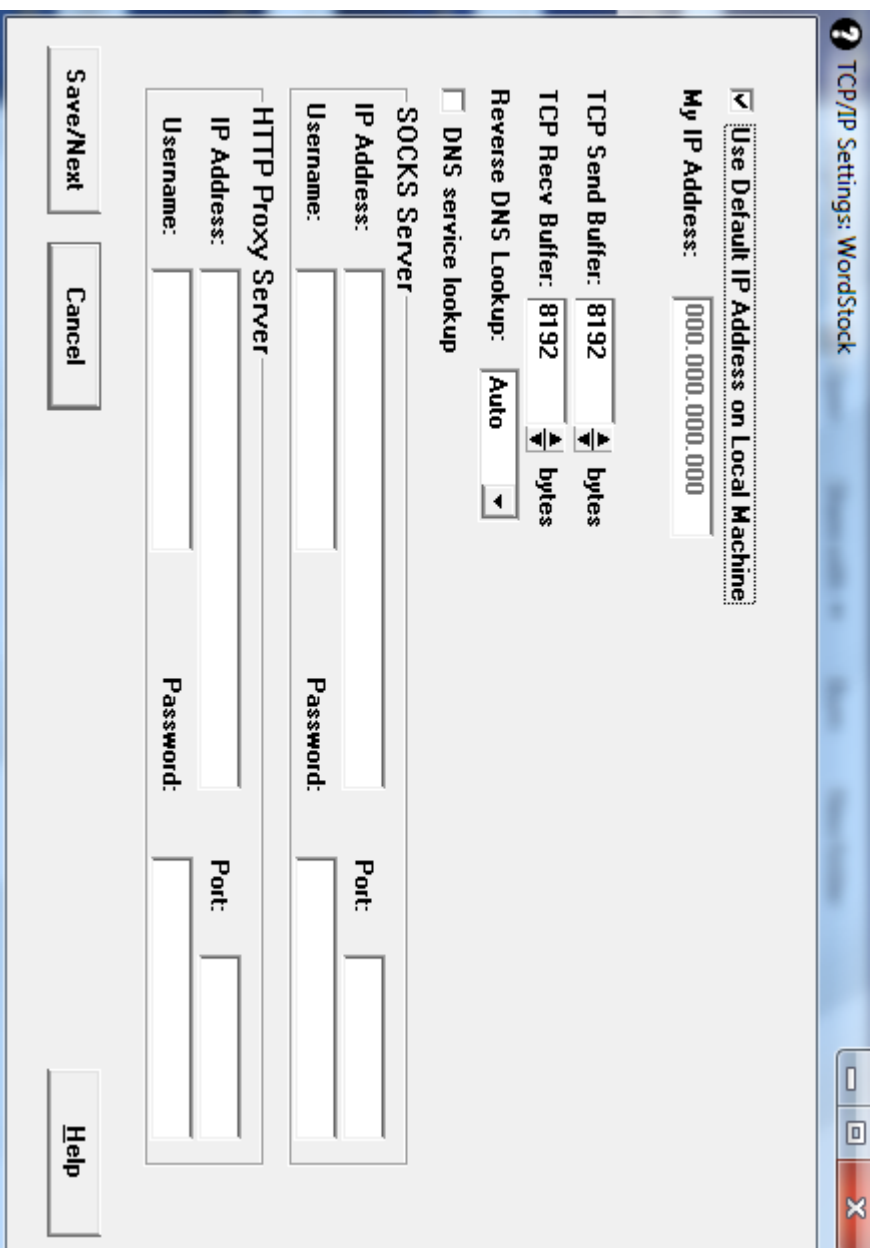 TCP/IP Settings: WordStock
Use Default IP Address on Local Machine
My IP Address: 000.000.000.000
TCP Send Buffer: 8192 bytes
TCP Recv Buffer: 8192 bytes
Reverse DNS Lookup: Auto
DNS service lookup
SOCKS Server
IP Address: Port:
Username: Password:
HTTP Proxy Server
IP Address: Port:
Username: Password:
Save/Next Cancel Help